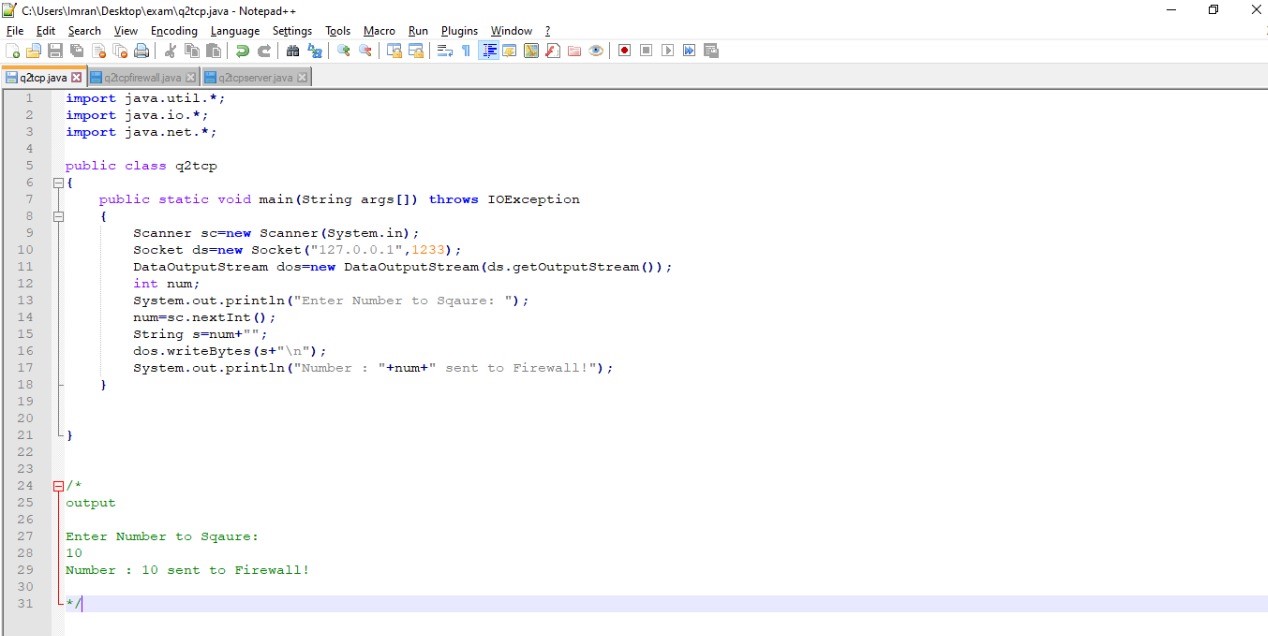 C:\Users\Imran\Desktop\exam\q2tcp.java - Notepad++
File Edit Search View Encoding Language Settings Tools Macro Run Plugins Window ?
q2tcp.java q2tcpfirewall.java q2tcpserver.java
1 import java.util.*;
2 import java.io.*;
3 import java.net.*;
4
5 public class q2tcp
6 {
7 public static void main(String args[]) throws IOException
8 {
9 Scanner sc=new Scanner(System.in);
10 Socket ds=new Socket("127.0.0.1",1233);
11 DataOutputStream dos=new DataOutputStream(ds.getOutputStream());
12 int num;
13 System.out.println("Enter Number to Sqaure: ");
14 num=sc.nextInt();
15 String s=num+"";
16 dos.writeBytes(s+"\n");
17 System.out.println("Number : "+num+" sent to Firewall!");
18 }
19
20
21 }
22
23
24 /*
25 output
26
27 Enter Number to Sqaure:
28 10
29 Number : 10 sent to Firewall!
30
31 */